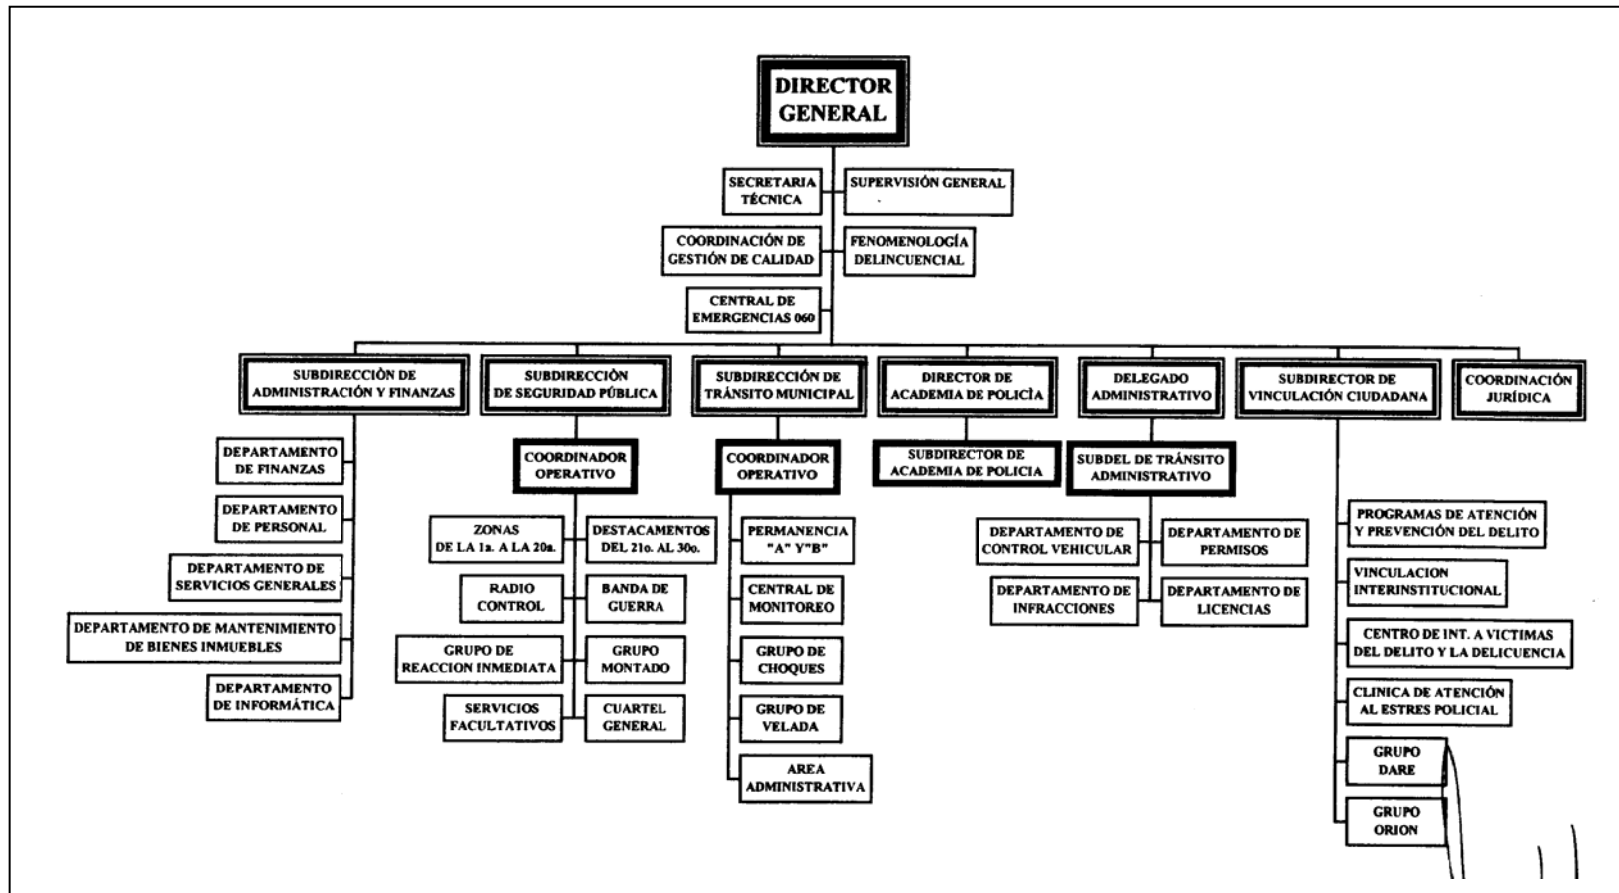 DIRECTOR
GENERAL
SECRETARIA
TÉCNICA
SUPERVISIÓN GENERAL
COORDINACIÓN DE
GESTIÓN DE CALIDAD
FENOMENOLOGÍA
DELINCUENCIAL
CENTRAL DE
EMERGENCIAS 060
SUBDIRECCIÒN DE
ADMINISTRACIÓN Y FINANZAS
SUBDIRECCIÒN
DE SEGURIDAD PÚBLICA
SUBDIRECCIÓN DE
TRÁNSITO MUNICIPAL
DIRECTOR DE
ACADEMIA DE POLICÌA
DELEGADO
ADMINISTRATIVO
SUBDIRECTOR DE
VINCULACIÓN CIUDADANA
COORDINACIÓN
JURÍDICA
DEPARTAMENTO
DE FINANZAS
DEPARTAMENTO
DE PERSONAL
DEPARTAMENTO DE
SERVICIOS GENERALES
DEPARTAMENTO DE MANTENIMIENTO
DE BIENES INMUEBLES
DEPARTAMENTO
DE INFORMÁTICA
COORDINADOR
OPERATIVO
ZONAS
DE LA 1a. A LA 20a.
DESTACAMENTOS
DEL 21o. AL 30o.
RADIO
CONTROL
BANDA DE
GUERRA
GRUPO DE
REACCION INMEDIATA
GRUPO
MONTADO
SERVICIOS
FACULTATIVOS
CUARTEL
GENERAL
COORDINADOR
OPERATIVO
PERMANENCIA
"A" Y"B"
CENTRAL DE
MONITOREO
GRUPO DE
CHOQUES
GRUPO DE
VELADA
AREA
ADMINISTRATIVA
SUBDIRECTOR DE
ACADEMIA DE POLICIA
SUBDEL DE TRÁNSITO
ADMINISTRATIVO
DEPARTAMENTO DE
CONTROL VEHICULAR
DEPARTAMENTO DE
PERMISOS
DEPARTAMENTO DE
INFRACCIONES
DEPARTAMENTO DE
LICENCIAS
PROGRAMAS DE ATENCIÓN
Y PREVENCIÓN DEL DELITO
VINCULACION
INTERINSTITUCIONAL
CENTRO DE INT. A VICTIMAS
DEL DELITO Y LA DELICUENCIA
CLINICA DE ATENCIÓN
AL ESTRES POLICIAL
GRUPO
DARE
GRUPO
ORION